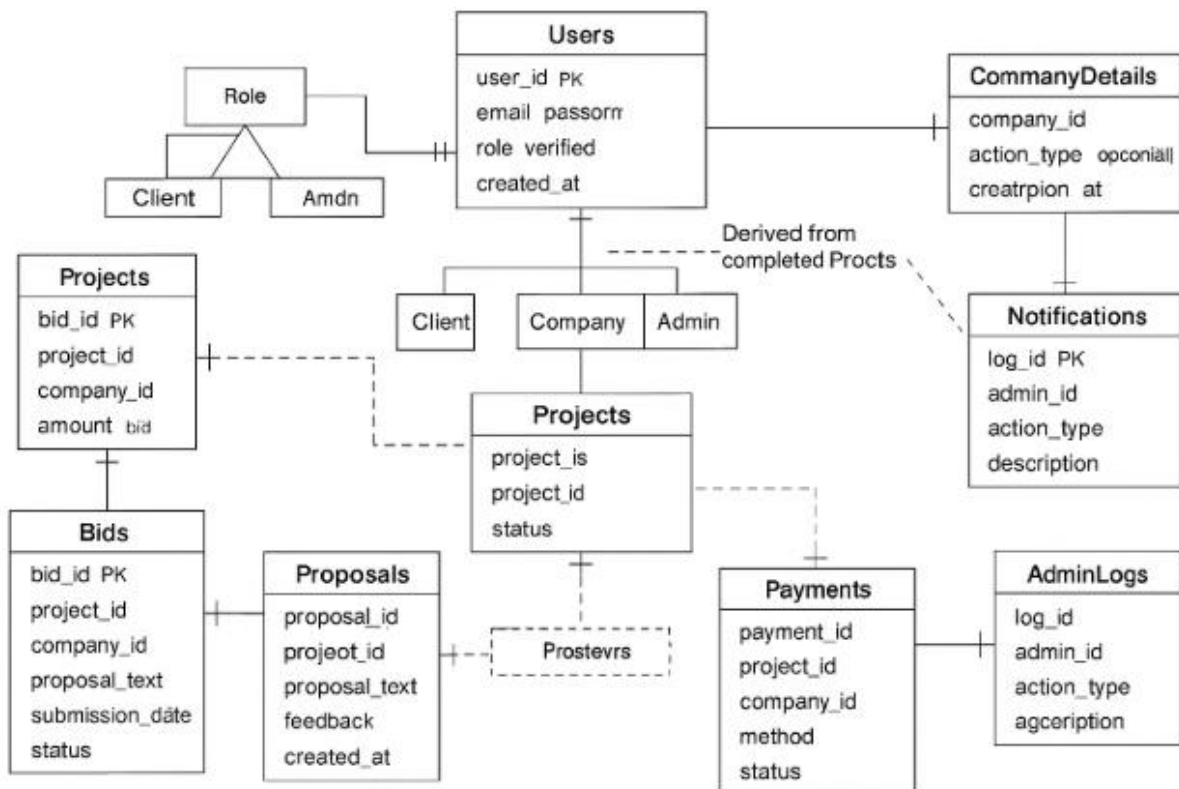 Users
user_id PK
email passorm
role verified
created_at
Role
Client
Amdn
CommanyDetails
company_id
action_type opconiall
creatrpion at
Derived from
completed Procts
Client
Company
Admin
Projects
bid_id PK
project_id
company_id
amount bid
Notifications
log_id PK
admin_id
action_type
description
Projects
project_is
project_id
status
Bids
bid_id PK
project_id
company_id
proposal_text
submission_date
status
Proposals
proposal_id
projeot_id
proposal_text
feedback
created_at
Prostevrs
Payments
payment_id
project_id
company_id
method
status
AdminLogs
log_id
admin_id
action_type
agceription